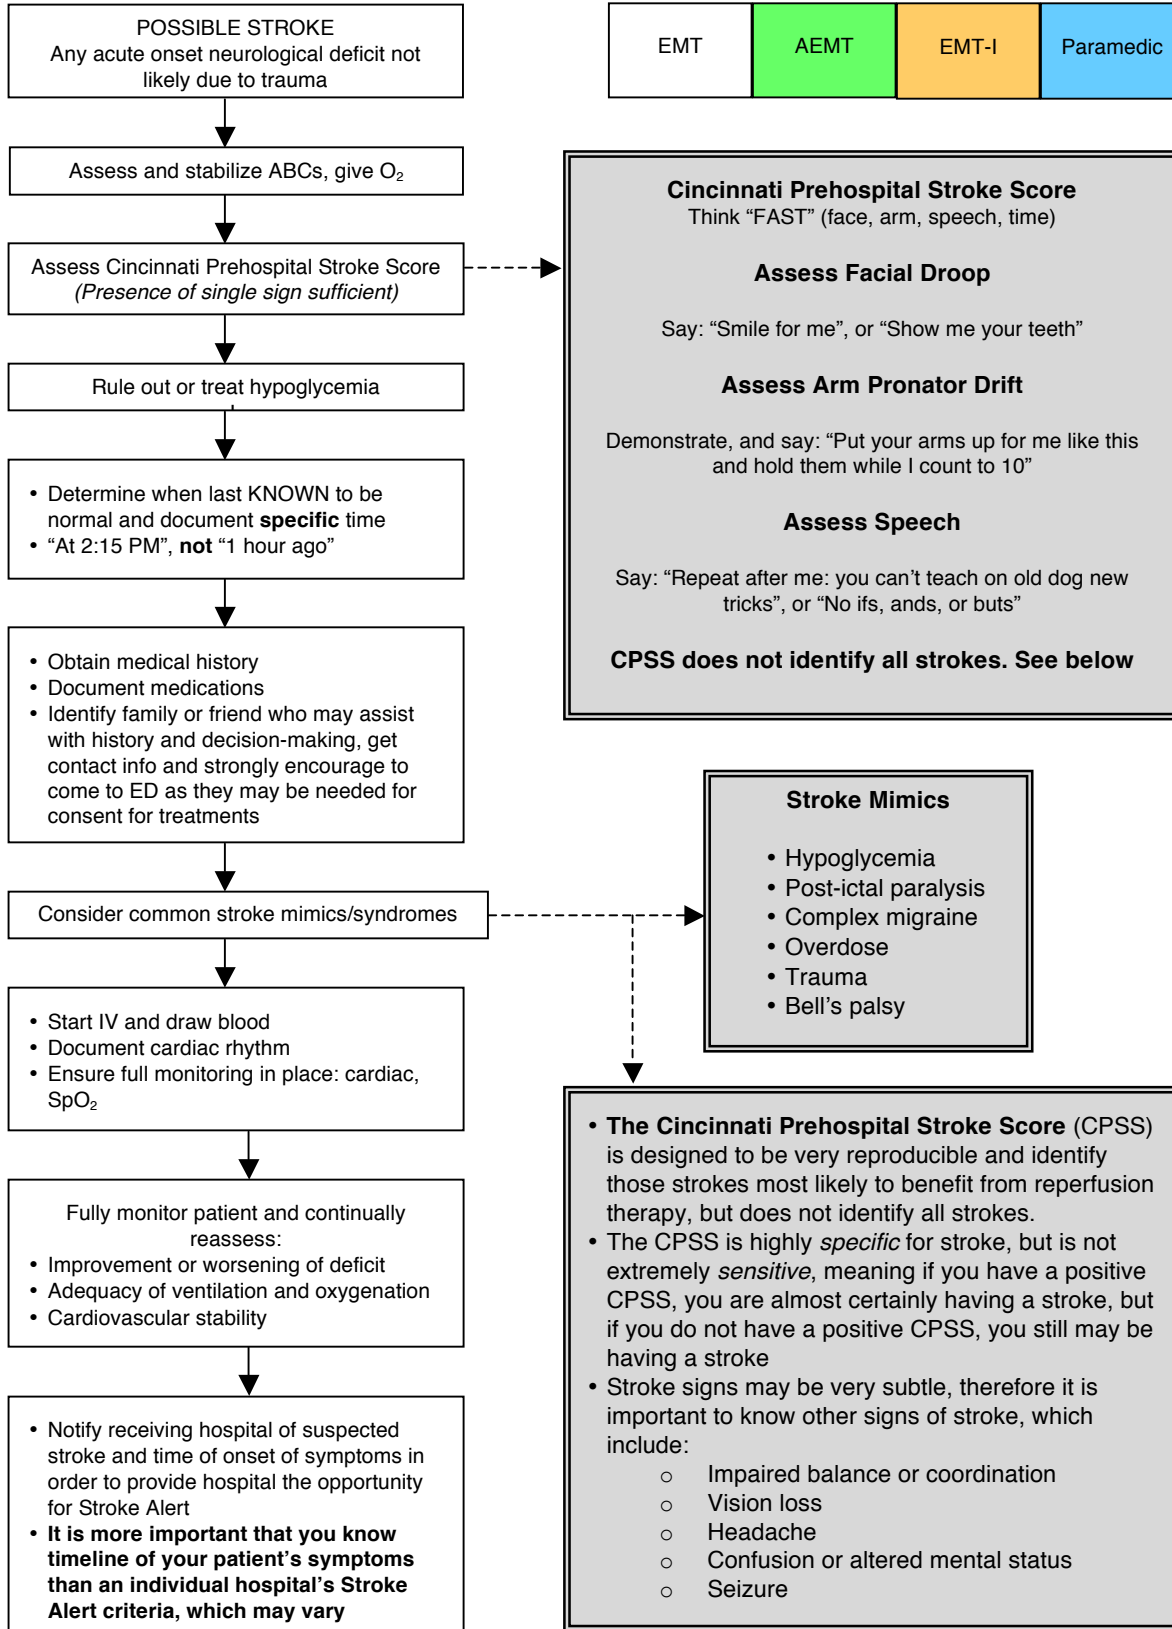 POSSIBLE STROKE
Any acute onset neurological deficit not
likely due to trauma
EMT
AEMT
EMT-I
Paramedic
Assess and stabilize ABCs, give O₂
Assess Cincinnati Prehospital Stroke Score
(Presence of single sign sufficient)
Rule out or treat hypoglycemia
• Determine when last KNOWN to be
normal and document specific time
• “At 2:15 PM”, not “1 hour ago”
• Obtain medical history
• Document medications
• Identify family or friend who may assist
with history and decision-making, get
contact info and strongly encourage to
come to ED as they may be needed for
consent for treatments
Consider common stroke mimics/syndromes
• Start IV and draw blood
• Document cardiac rhythm
• Ensure full monitoring in place: cardiac,
SpO₂
Fully monitor patient and continually
reassess:
• Improvement or worsening of deficit
• Adequacy of ventilation and oxygenation
• Cardiovascular stability
• Notify receiving hospital of suspected
stroke and time of onset of symptoms in
order to provide hospital the opportunity
for Stroke Alert
• It is more important that you know
timeline of your patient’s symptoms
than an individual hospital’s Stroke
Alert criteria, which may vary
Cincinnati Prehospital Stroke Score
Think “FAST” (face, arm, speech, time)
Assess Facial Droop
Say: “Smile for me”, or “Show me your teeth”
Assess Arm Pronator Drift
Demonstrate, and say: “Put your arms up for me like this
and hold them while I count to 10”
Assess Speech
Say: “Repeat after me: you can’t teach on old dog new
tricks”, or “No ifs, ands, or buts”
CPSS does not identify all strokes. See below
Stroke Mimics
• Hypoglycemia
• Post-ictal paralysis
• Complex migraine
• Overdose
• Trauma
• Bell’s palsy
• The Cincinnati Prehospital Stroke Score (CPSS)
is designed to be very reproducible and identify
those strokes most likely to benefit from reperfusion
therapy, but does not identify all strokes.
• The CPSS is highly specific for stroke, but is not
extremely sensitive, meaning if you have a positive
CPSS, you are almost certainly having a stroke, but
if you do not have a positive CPSS, you still may be
having a stroke
• Stroke signs may be very subtle, therefore it is
important to know other signs of stroke, which
include:
o Impaired balance or coordination
o Vision loss
o Headache
o Confusion or altered mental status
o Seizure